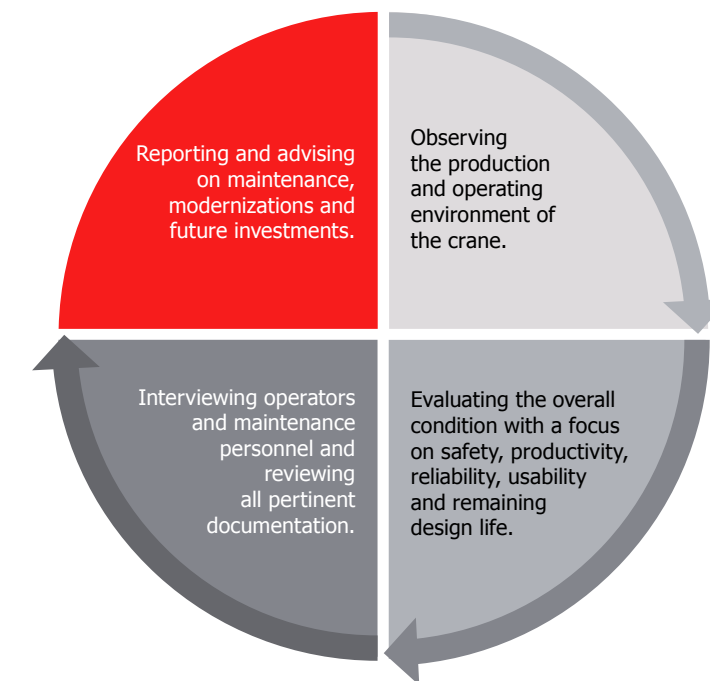 Observing
the production
and operating
environment of
the crane.
Evaluating the overall
condition with a focus
on safety, productivity,
reliability, usability
and remaining
design life.
Interviewing operators
and maintenance
personnel and
reviewing
all pertinent
documentation.
Reporting and advising
on maintenance,
modernizations and
future investments.